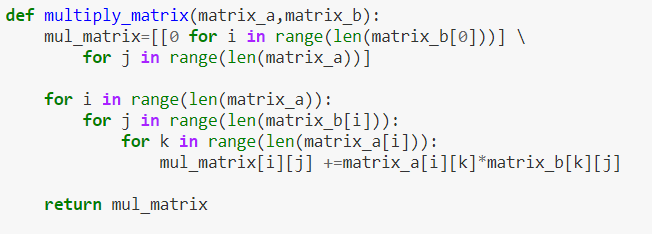 def multiply_matrix(matrix_a,matrix_b):
    mul_matrix=[[0 for i in range(len(matrix_b[0]))] \
        for j in range(len(matrix_a))]

    for i in range(len(matrix_a)):
        for j in range(len(matrix_b[i])):
            for k in range(len(matrix_a[i])):
                mul_matrix[i][j] +=matrix_a[i][k]*matrix_b[k][j]

    return mul_matrix